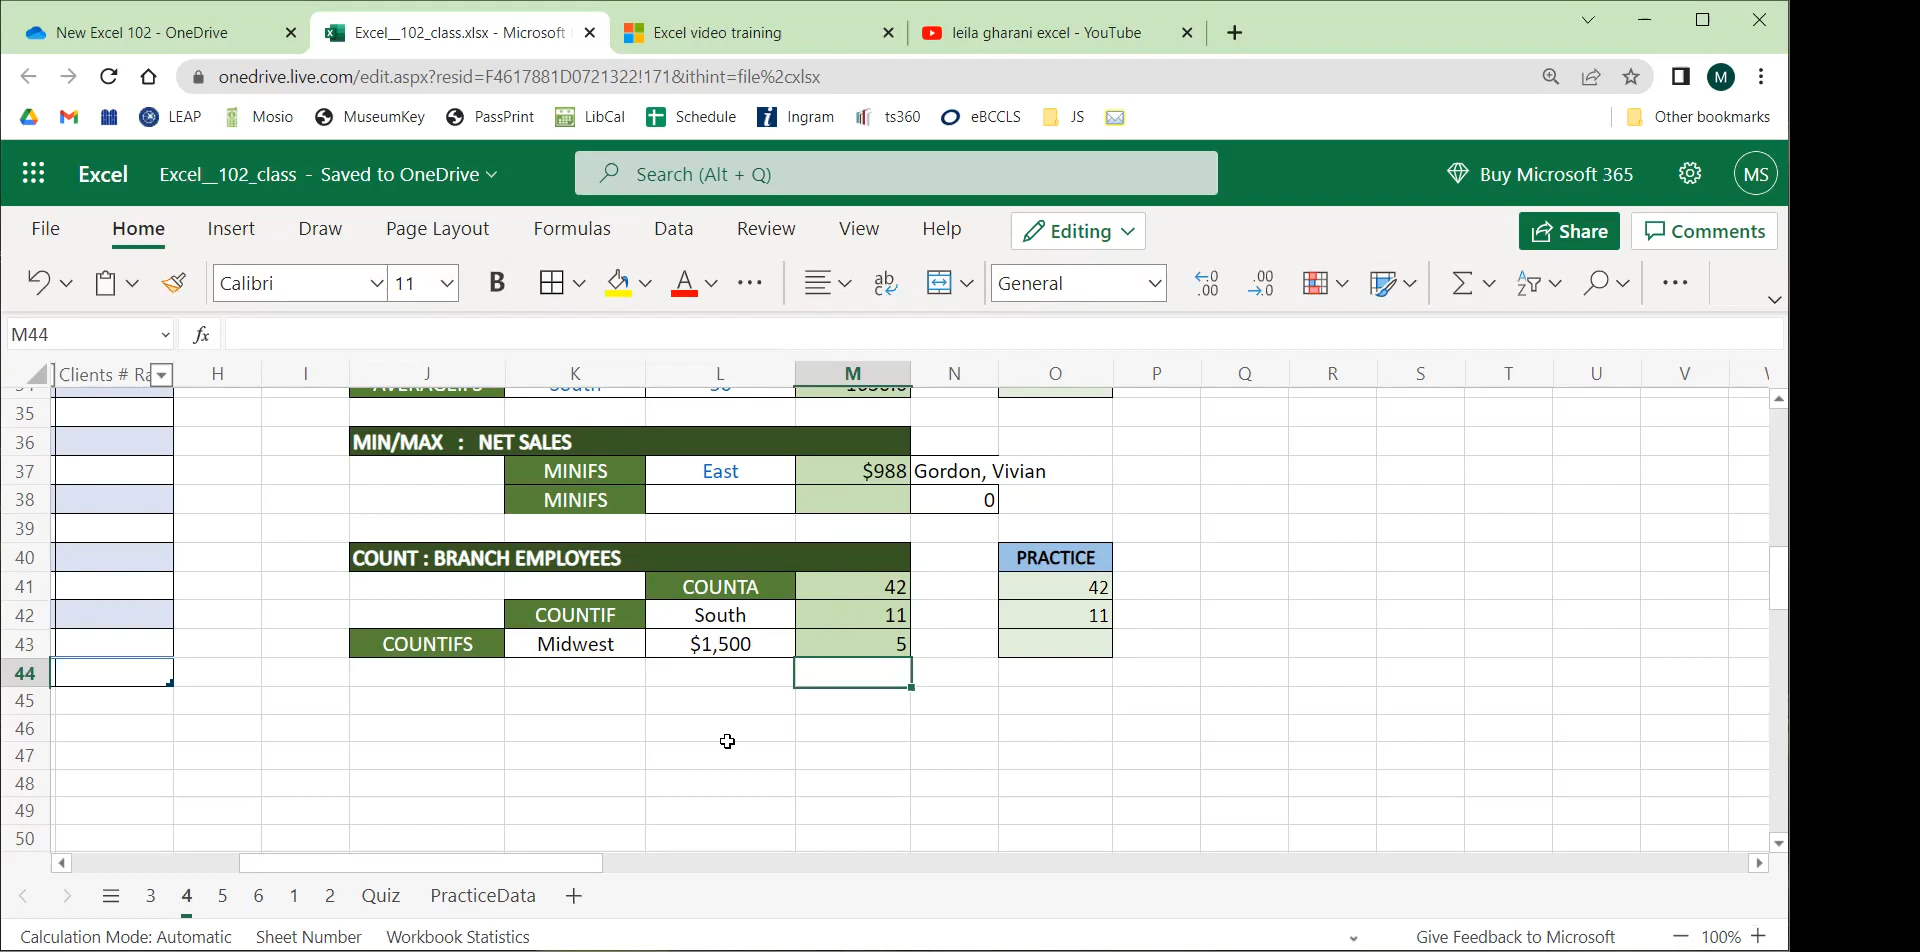 New Excel 102 - OneDrive
Excel__102_class.xlsx - Microsoft
Excel video training
leila gharani excel - YouTube
onedrive.live.com/edit.aspx?resid=F4617881D0721322!171&ithint=file%2cxlsx
M
LEAP
Mosio
MuseumKey
PassPrint
LibCal
Schedule
Ingram
ts360
eBCCLS
JS
Other bookmarks
Excel
Excel__102_class - Saved to OneDrive
Search (Alt + Q)
Buy Microsoft 365
MS
File
Home
Insert
Draw
Page Layout
Formulas
Data
Review
View
Help
Editing
Share
Comments
Calibri
11
B
A
ab
General
.00
.00
M44
fx
Clients # Ra
H I J K L M N O P Q R S T U V
35
36 MIN/MAX : NET SALES
37 MINIFS East $988 Gordon, Vivian
38 MINIFS 0
39
40 COUNT : BRANCH EMPLOYEES PRACTICE
41 COUNTA 42 42
42 COUNTIF South 11 11
43 COUNTIFS Midwest $1,500 5
44
45
46
47
48
49
50
3 4 5 6 1 2 Quiz PracticeData
Calculation Mode: Automatic Sheet Number Workbook Statistics
Give Feedback to Microsoft 100%